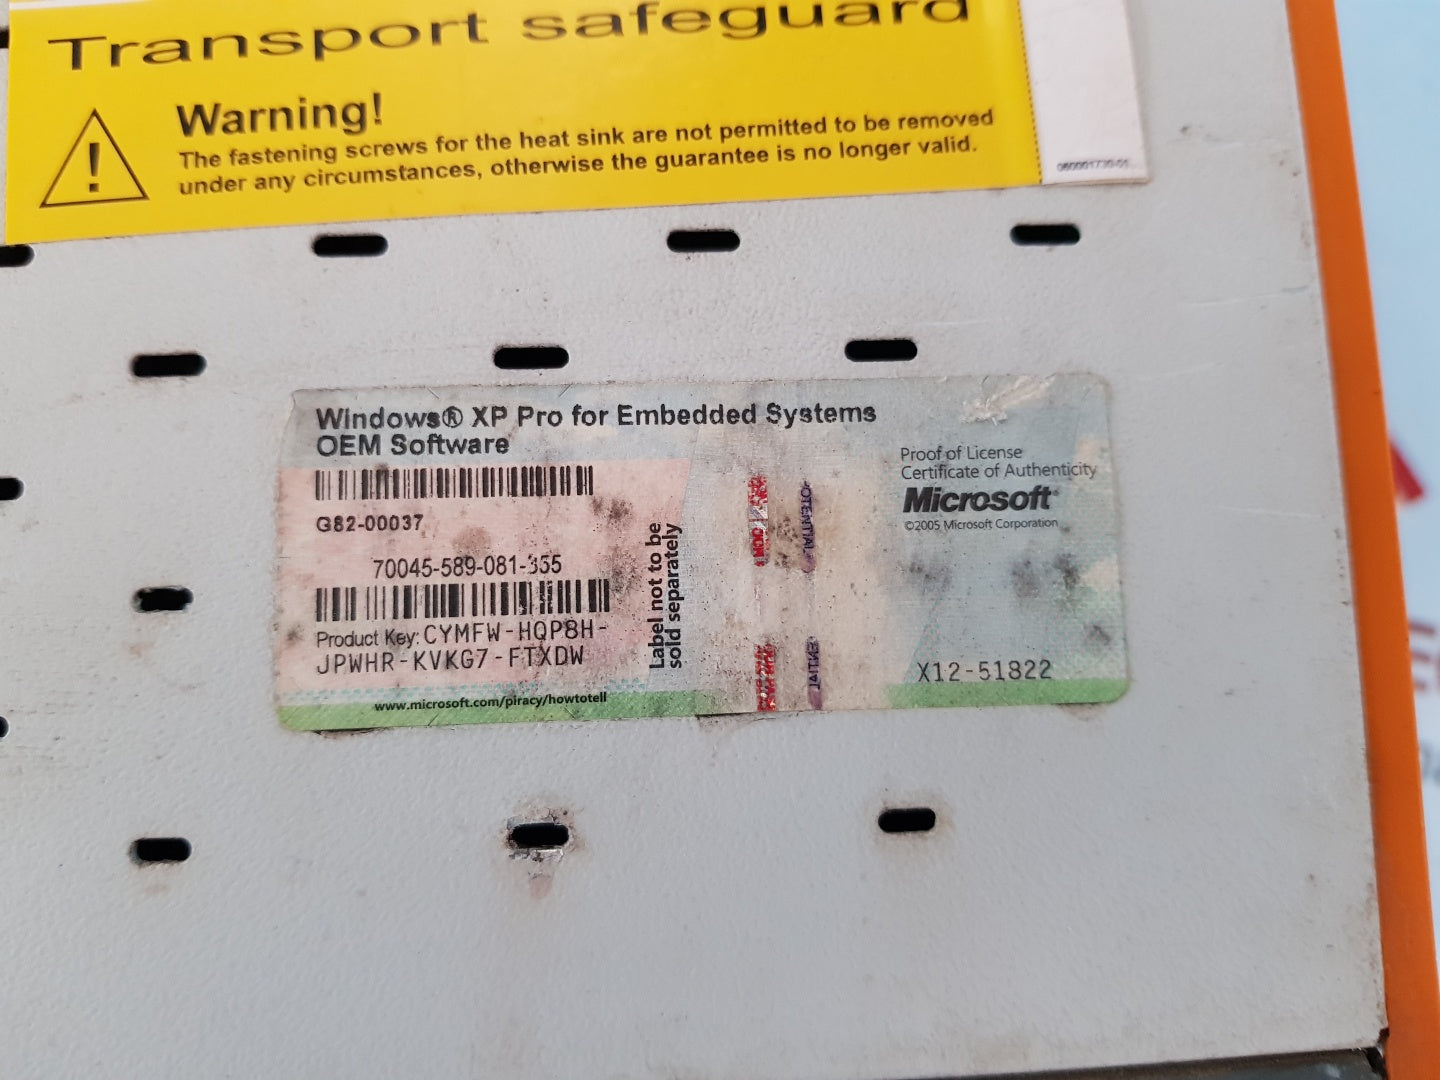 Transport safeguard
Warning!
The fastening screws for the heat sink are not permitted to be removed
under any circumstances, otherwise the guarantee is no longer valid.
Windows® XP Pro for Embedded Systems
OEM Software
G82-00037
70045-589-081-355
Product Key: CYMFW-HQP8H-
JPWHR-KVKG7-FTXDW
www.microsoft.com/piracy/howtotell
Label not to be
sold separately
Proof of License
Certificate of Authenticity
Microsoft®
©2005 Microsoft Corporation
X12-51822